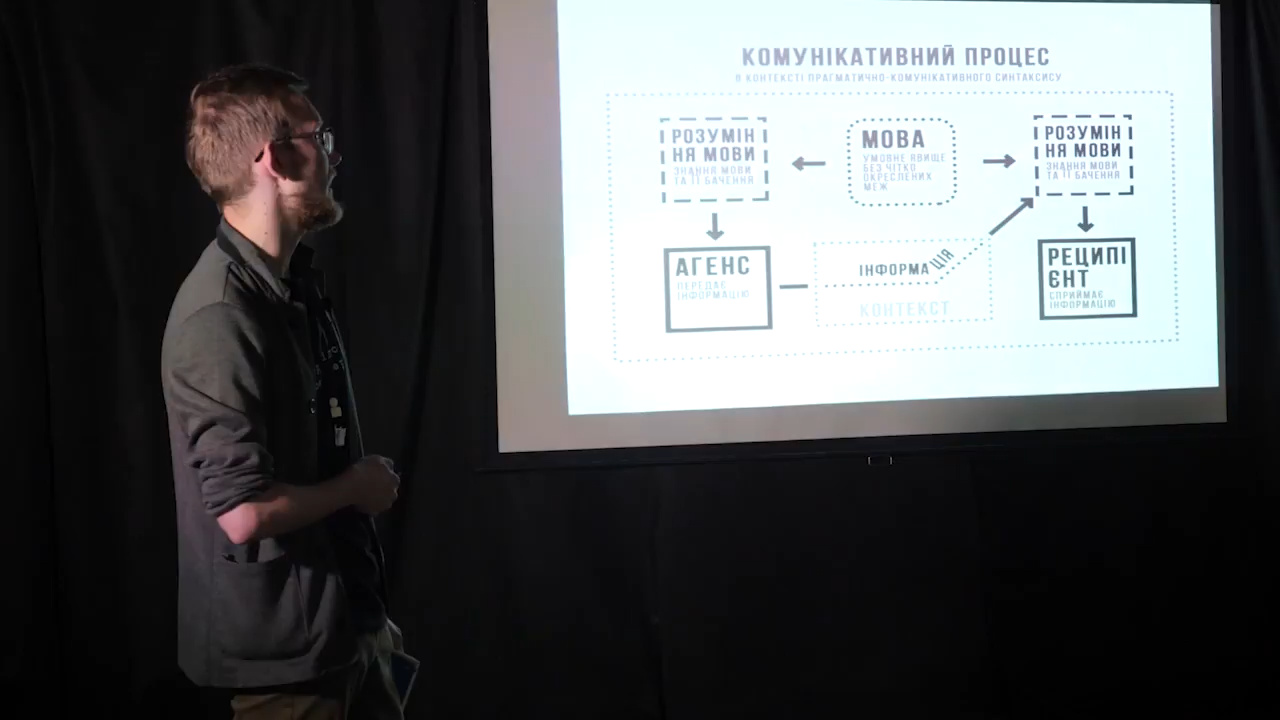 КОМУНІКАТИВНИЙ ПРОЦЕС
В КОНТЕКСТІ ПРАГМАТИЧНО-КОМУНІКАТИВНОГО СИНТАКСИСУ
РОЗУМІН
НЯ МОВИ
ЗНАННЯ МОВИ
ТА ЇЇ БАЧЕННЯ
МОВА
УМОВНЕ ЯВИЩЕ
БЕЗ ЧІТКО
ОКРЕСЛЕНИХ
МЕЖ
РОЗУМІН
НЯ МОВИ
ЗНАННЯ МОВИ
ТА ЇЇ БАЧЕННЯ
АГЕНС
ПЕРЕДАЄ
ІНФОРМАЦІЮ
ІНФОРМАЦІЯ
КОНТЕКСТ
РЕЦИПІ
ЄНТ
СПРИЙМАЄ
ІНФОРМАЦІЮ